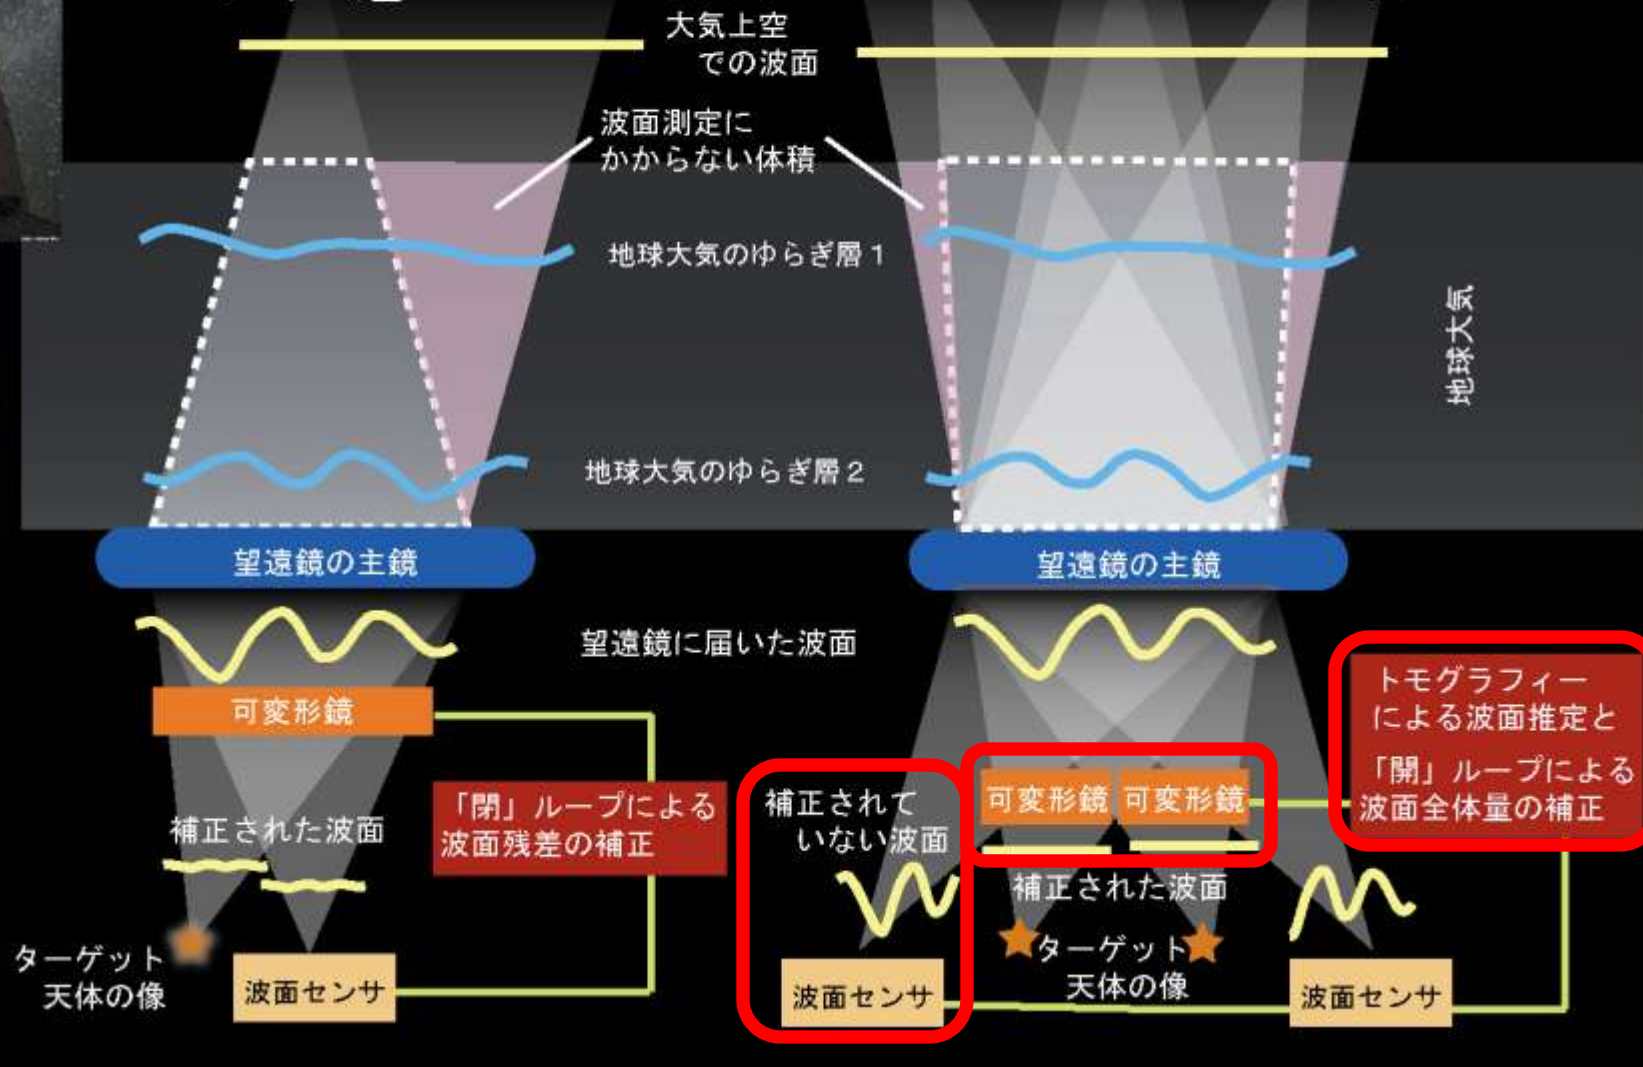 大気上空
での波面
波面測定に
かからない体積
地球大気のゆらぎ層1
地球大気
地球大気のゆらぎ層2
望遠鏡の主鏡
望遠鏡の主鏡
望遠鏡に届いた波面
可変形鏡
「閉」ループによる
波面残差の補正
補正された波面
ターゲット
天体の像
波面センサ
トモグラフィー
による波面推定と
「開」ループによる
波面全体量の補正
可変形鏡
可変形鏡
補正されて
いない波面
補正された波面
ターゲット
天体の像
波面センサ
波面センサ